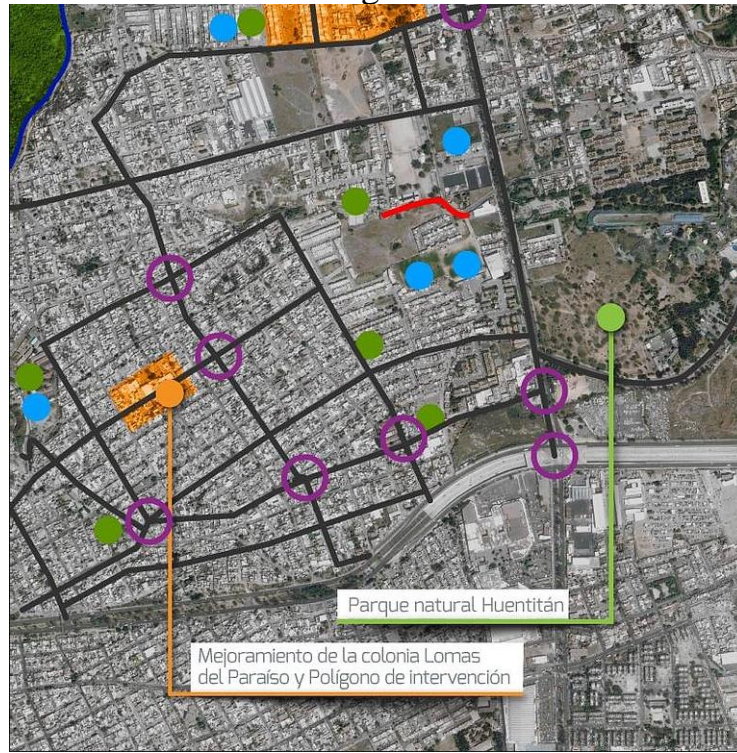 Parque natural Huentitán
Mejoramiento de la colonia Lomas
del Paraíso y Polígono de intervención